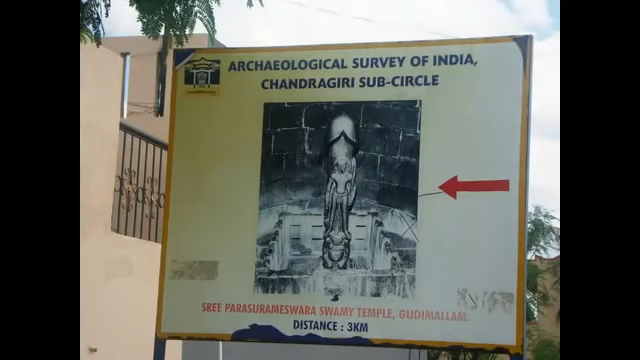 ARCHAEOLOGICAL SURVEY OF INDIA,
CHANDRAGIRI SUB-CIRCLE
SREE PARASURAMESWARA SWAMY TEMPLE, GUDIMALLAM.
DISTANCE : 3KM